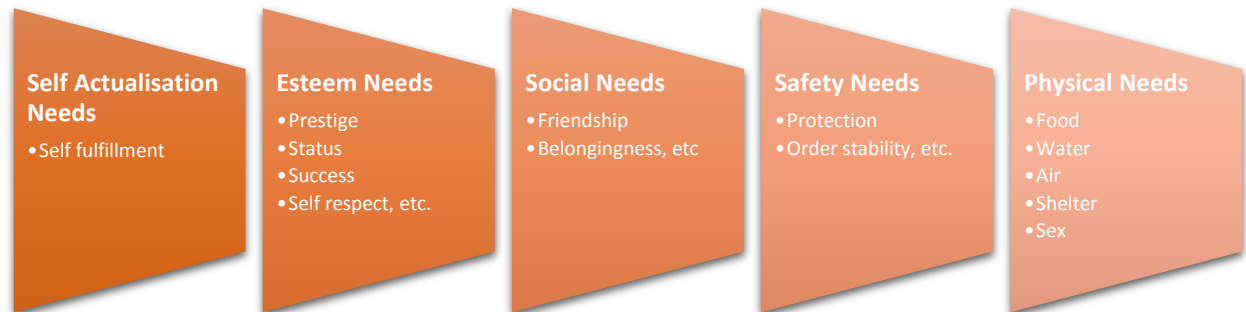 Self Actualisation
Needs
•Self fulfillment
Esteem Needs
•Prestige
•Status
•Success
•Self respect, etc.
Social Needs
•Friendship
•Belongingness, etc
Safety Needs
•Protection
•Order stability, etc.
Physical Needs
•Food
•Water
•Air
•Shelter
•Sex